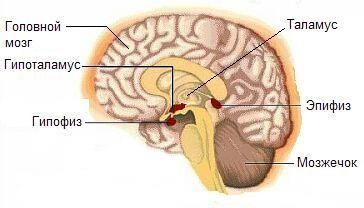 Головной
мозг
Таламус
Гипоталамус
Гипофиз
Эпифиз
Мозжечок